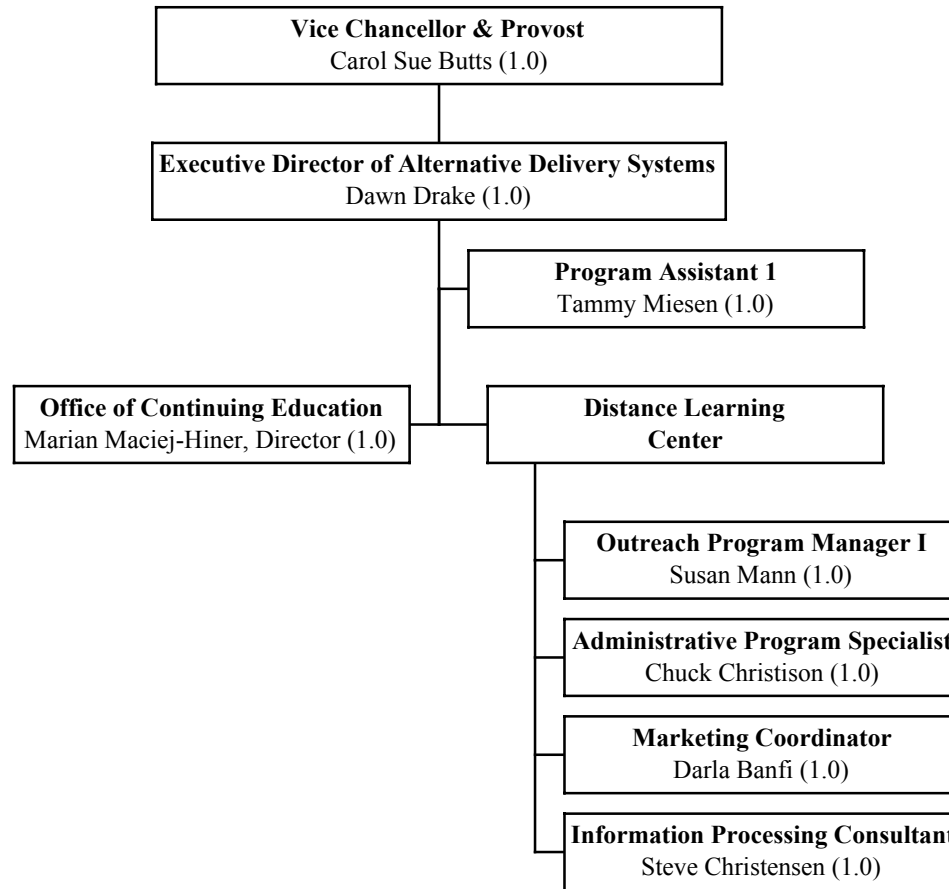 Vice Chancellor & Provost
Carol Sue Butts (1.0)
Executive Director of Alternative Delivery Systems
Dawn Drake (1.0)
Program Assistant 1
Tammy Miesen (1.0)
Office of Continuing Education
Marian Maciej-Hiner, Director (1.0)
Distance Learning
Center
Outreach Program Manager I
Susan Mann (1.0)
Administrative Program Specialist
Chuck Christison (1.0)
Marketing Coordinator
Darla Banfi (1.0)
Information Processing Consultant
Steve Christensen (1.0)